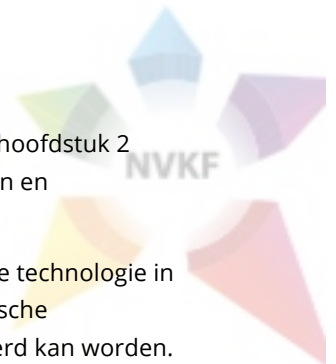 hoofdstuk 2
NVKF
n en
e technologie in
sche
erd kan worden.